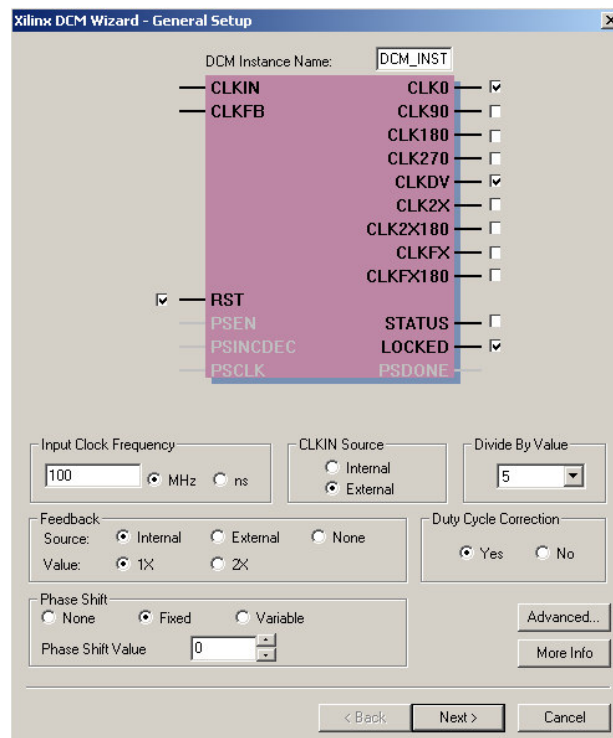 Xilinx DCM Wizard - General Setup
DCM Instance Name: DCM_INST
CLKIN CLK0
CLKFB CLK90
CLK180
CLK270
CLKDV
CLK2X
CLK2X180
CLKFX
CLKFX180
RST
PSEN STATUS
PSINCDEC LOCKED
PSCLK PSDONE
Input Clock Frequency
100 MHz ns
CLKIN Source
Internal
External
Divide By Value
5
Feedback
Source: Internal External None
Value: 1X 2X
Duty Cycle Correction
Yes No
Phase Shift
None Fixed Variable
Phase Shift Value 0
Advanced...
More Info
< Back Next > Cancel